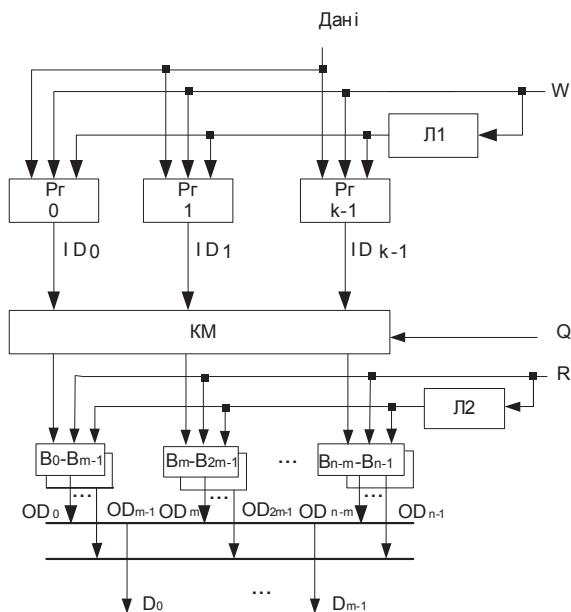 Дані
W
Л1
Рг 0
Рг 1
Рг k-1
ID0
ID1
ID k-1
КМ
Q
R
Л2
B0-Bm-1
Bm-B2m-1
...
Bn-m-Bn-1
...
...
...
OD0
ODm-1
ODm
OD2m-1
ODn-m
ODn-1
D0
...
Dm-1